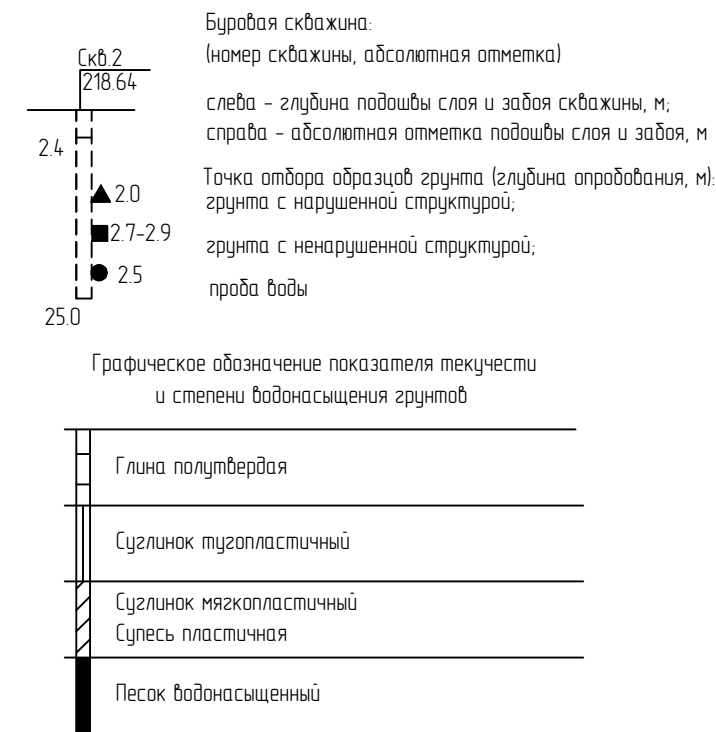 Буровая скважина:
(номер скважины, абсолютная отметка)
Скв.2
218.64
слева - глубина подошвы слоя и забоя скважины, м;
справа - абсолютная отметка подошвы слоя и забоя, м
2.4
Точка отбора образцов грунта (глубина опробования, м):
2.0
грунта с нарушенной структурой;
2.7-2.9
грунта с ненарушенной структурой;
2.5
проба воды
25.0
Графическое обозначение показателя текучести
и степени водонасыщения грунтов
Глина полутвердая
Суглинок тугопластичный
Суглинок мягкопластичный
Супесь пластичная
Песок водонасыщенный